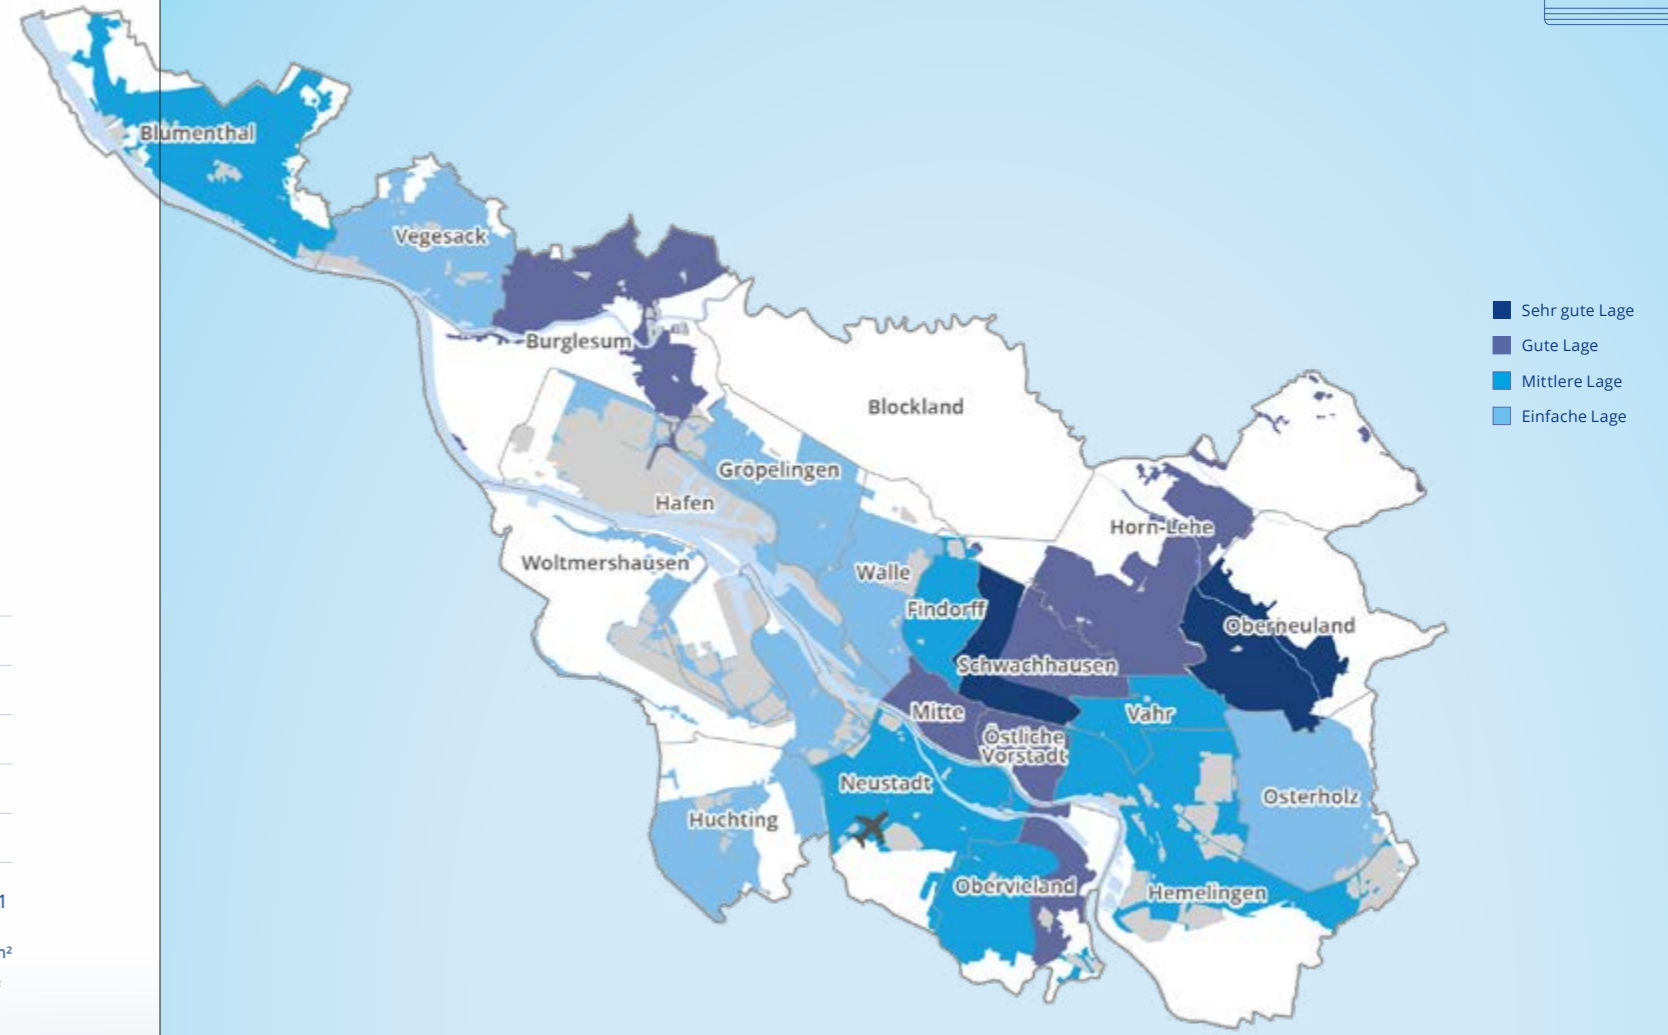 Blumenthal
Vegesack
Burglesum
Blockland
Gröpelingen
Hafen
Horn-Lehe
Woltmershausen
Walle
Findorff
Oberneuland
Schwachhausen
Mitte
Vahr
Östliche
Vorstadt
Neustadt
Osterholz
Huchting
Obervieland
Hemelingen
Sehr gute Lage
Gute Lage
Mittlere Lage
Einfache Lage
1